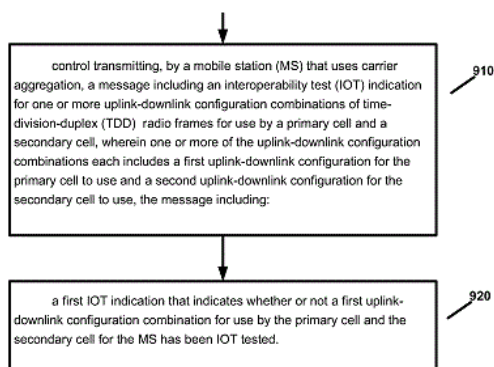 control transmitting, by a mobile station (MS) that uses carrier
aggregation, a message including an interoperability test (IOT) indication
for one or more uplink-downlink configuration combinations of time-
division-duplex (TDD) radio frames for use by a primary cell and a
secondary cell, wherein one or more of the uplink-downlink configuration
combinations each includes a first uplink-downlink configuration for the
primary cell to use and a second uplink-downlink configuration for the
secondary cell to use, the message including:
910
a first IOT indication that indicates whether or not a first uplink-
downlink configuration combination for use by the primary cell and the
secondary cell for the MS has been IOT tested.
920